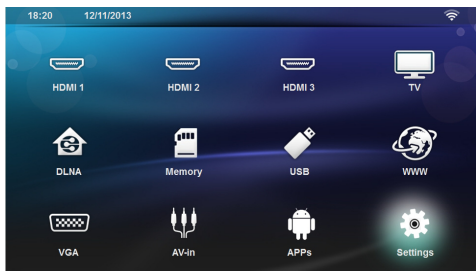 18:20 12/11/2013
HDMI 1 HDMI 2 HDMI 3 TV
DLNA Memory USB WWW
VGA AV-in APPs Settings